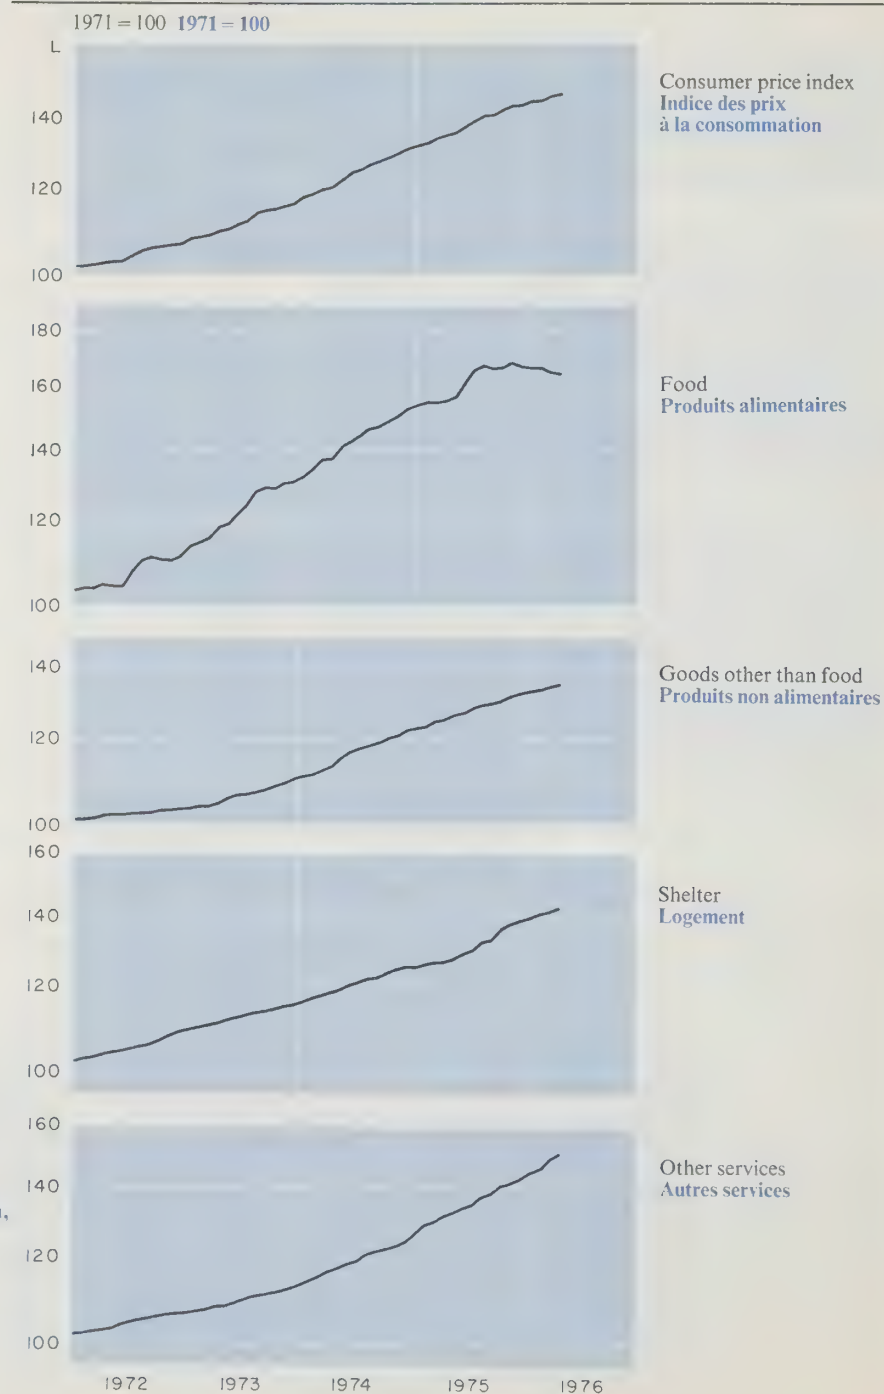 1971 = 100 1971 = 100
L
140
120
100
Consumer price index
Indice des prix
à la consommation
180
160
140
120
100
Food
Produits alimentaires
140
120
100
Goods other than food
Produits non alimentaires
160
140
120
100
Shelter
Logement
160
140
120
100
Other services
Autres services
1972 1973 1974 1975 1976